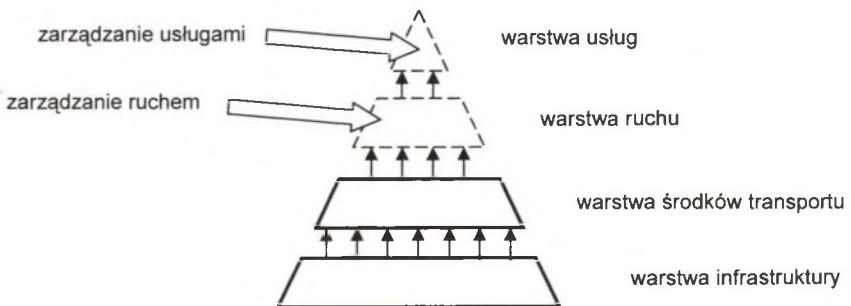 zarządzanie usługami
warstwa usług
zarządzanie ruchem
warstwa ruchu
warstwa środków transportu
warstwa infrastruktury